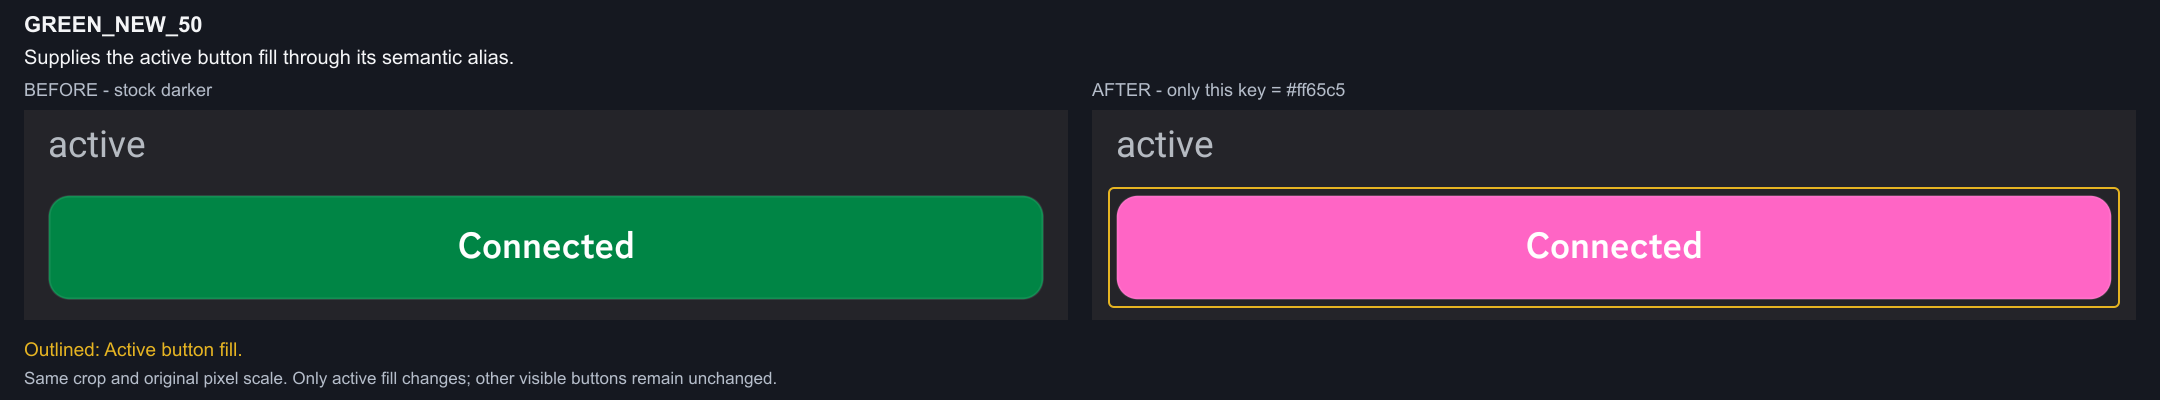 GREEN_NEW_50
Supplies the active button fill through its semantic alias.
BEFORE - stock darker
AFTER - only this key = #ff65c5
active
Connected
active
Connected
Outlined: Active button fill.
Same crop and original pixel scale. Only active fill changes; other visible buttons remain unchanged.